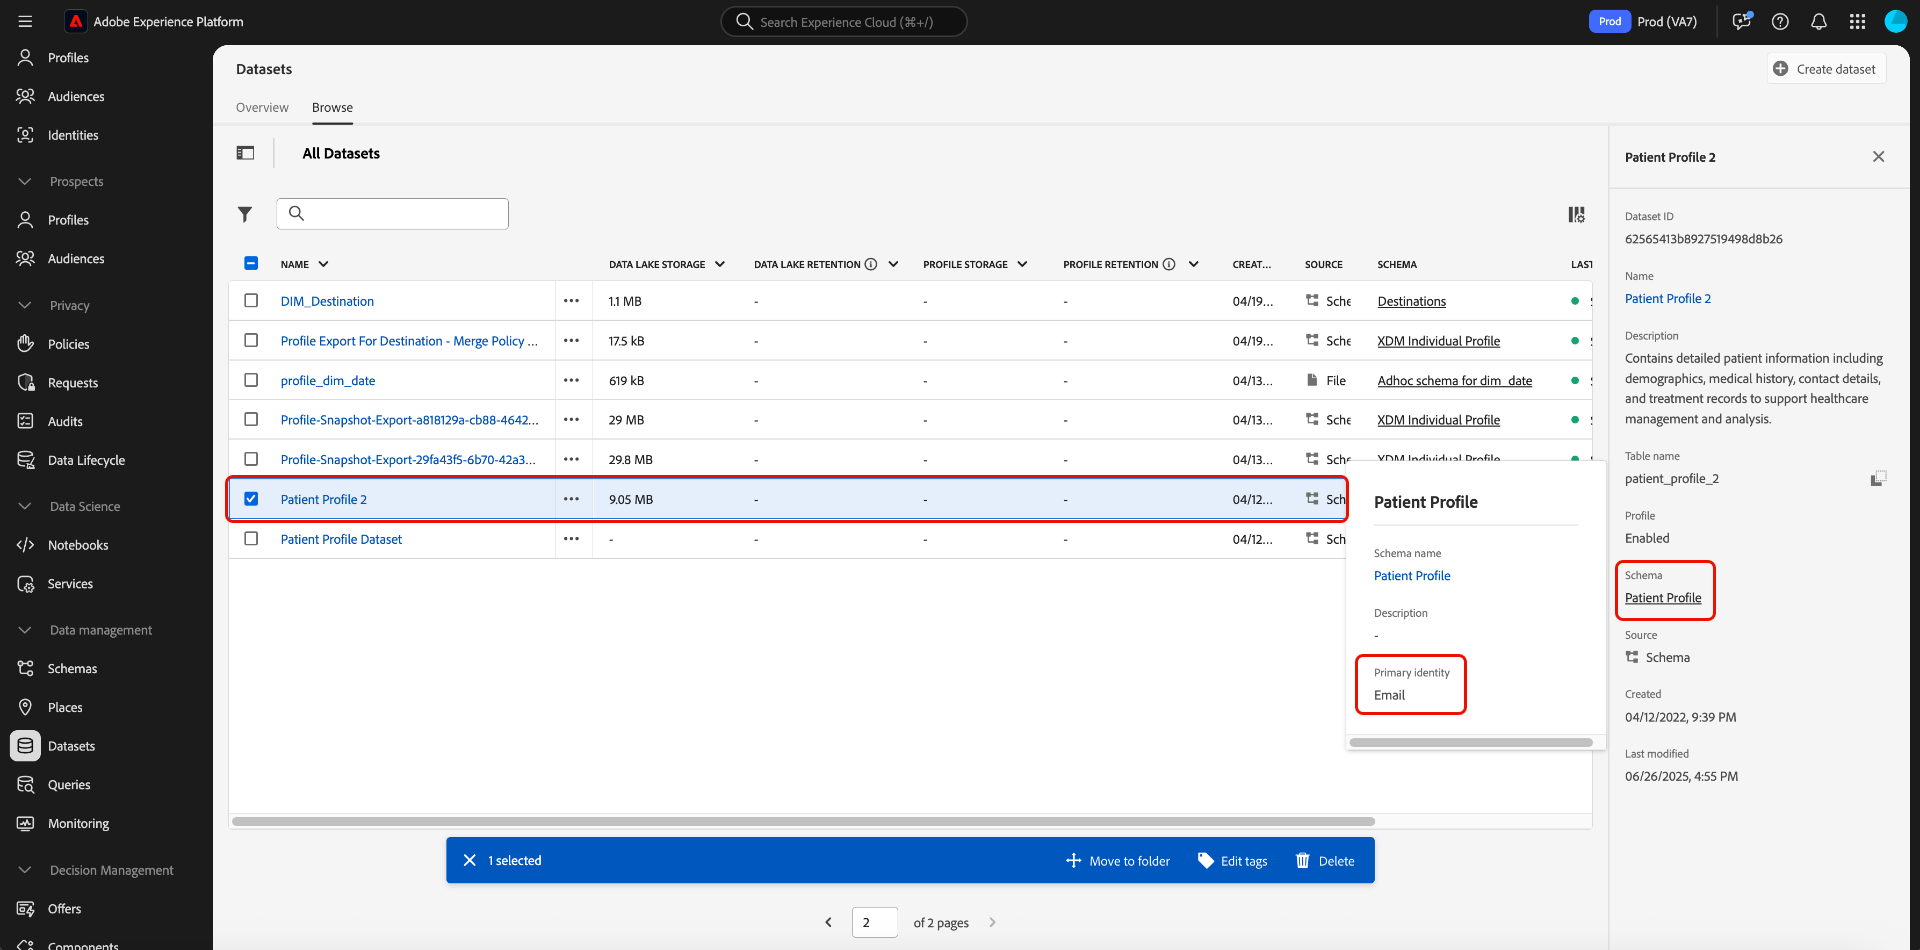 Adobe Experience Platform
Search Experience Cloud (⌘+/)
Prod Prod (VA7)
Profiles
Audiences
Identities
Prospects
Profiles
Audiences
Privacy
Policies
Requests
Audits
Data Lifecycle
Data Science
Notebooks
Services
Data management
Schemas
Places
Datasets
Queries
Monitoring
Decision Management
Offers
Components
Datasets
Create dataset
Overview Browse
All Datasets
NAME DATA LAKE STORAGE DATA LAKE RETENTION PROFILE STORAGE PROFILE RETENTION CREAT... SOURCE SCHEMA LAST
DIM_Destination ••• 1.1 MB - - - 04/19... Sche Destinations
Profile Export For Destination - Merge Policy ... ••• 17.5 kB - - - 04/19... Sche XDM Individual Profile
profile_dim_date ••• 619 kB - - - 04/13... File Adhoc schema for dim_date
Profile-Snapshot-Export-a818129a-cb88-4642... ••• 29 MB - - - 04/13... Sche XDM Individual Profile
Profile-Snapshot-Export-29fa43f5-6b70-42a3... ••• 29.8 MB - - - 04/13... Sche XDM Individual Profile
Patient Profile 2 ••• 9.05 MB - - - 04/12... Sch
Patient Profile Dataset ••• - - - - 04/12... Sch
Patient Profile
Schema name
Patient Profile
Description
-
Primary identity
Email
1 selected Move to folder Edit tags Delete
2 of 2 pages
Patient Profile 2
Dataset ID
62565413b8927519498d8b26
Name
Patient Profile 2
Description
Contains detailed patient information including
demographics, medical history, contact details,
and treatment records to support healthcare
management and analysis.
Table name
patient_profile_2
Profile
Enabled
Schema
Patient Profile
Source
Schema
Created
04/12/2022, 9:39 PM
Last modified
06/26/2025, 4:55 PM